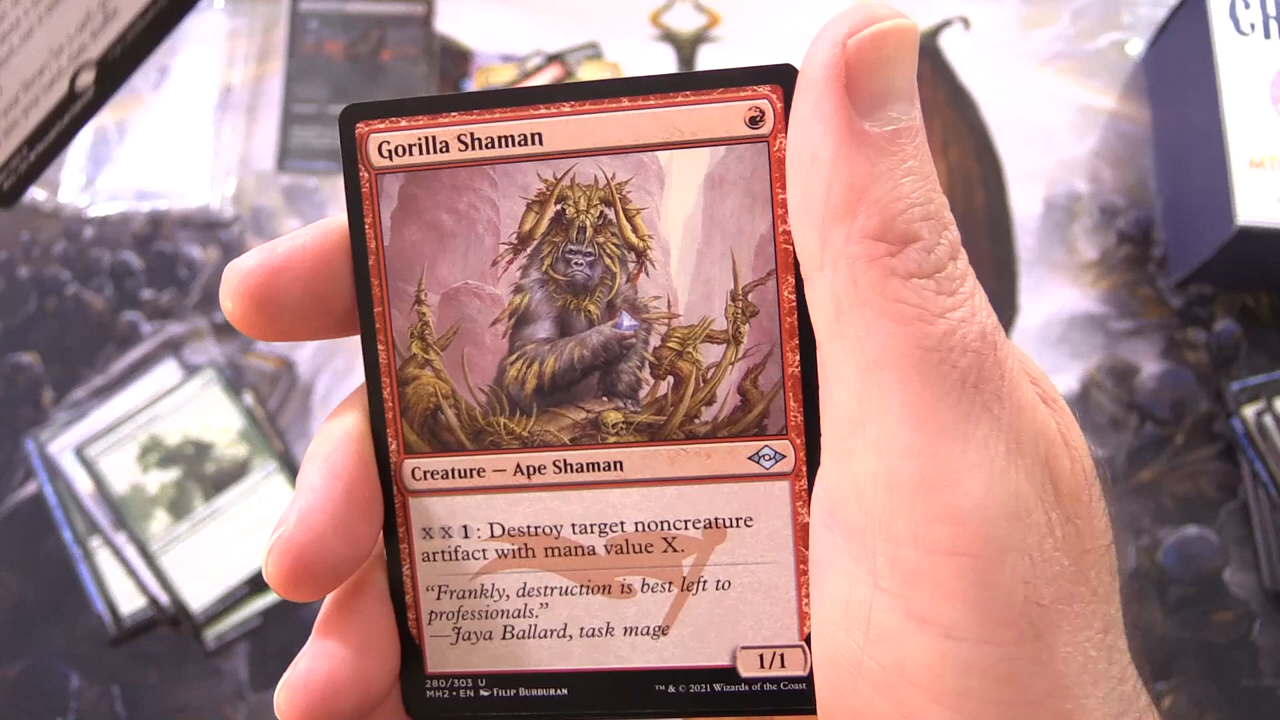 Gorilla Shaman
Creature — Ape Shaman
X X 1: Destroy target noncreature
artifact with mana value X.
“Frankly, destruction is best left to
professionals.”
—Jaya Ballard, task mage
1/1
280/303 U
MH2 • EN Filip Burburan
™ & © 2021 Wizards of the Coast